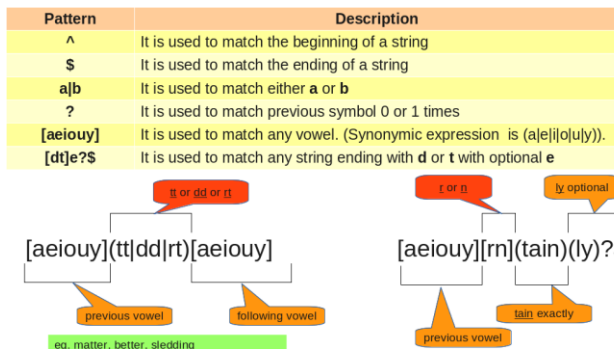 Pattern Description
^ It is used to match the beginning of a string
$ It is used to match the ending of a string
a|b It is used to match either a or b
? It is used to match previous symbol 0 or 1 times
[aeiouy] It is used to match any vowel. (Synonymic expression is (a|e|i|o|u|y)).
[dt]e?$ It is used to match any string ending with d or t with optional e
tt or dd or rt
r or n
ly optional
[aeiouy](tt|dd|rt)[aeiouy]
[aeiouy][rn](tain)(ly)?
previous vowel
following vowel
tain exactly
previous vowel
eg. matter, better, sledding